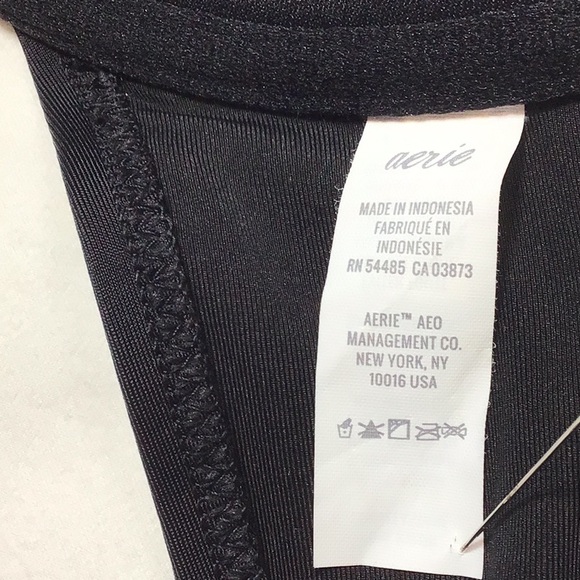 aerie
MADE IN INDONESIA
FABRIQUÉ EN
INDONÉSIE
RN 54485 CA 03873
AERIE™ AEO
MANAGEMENT CO.
NEW YORK, NY
10016 USA